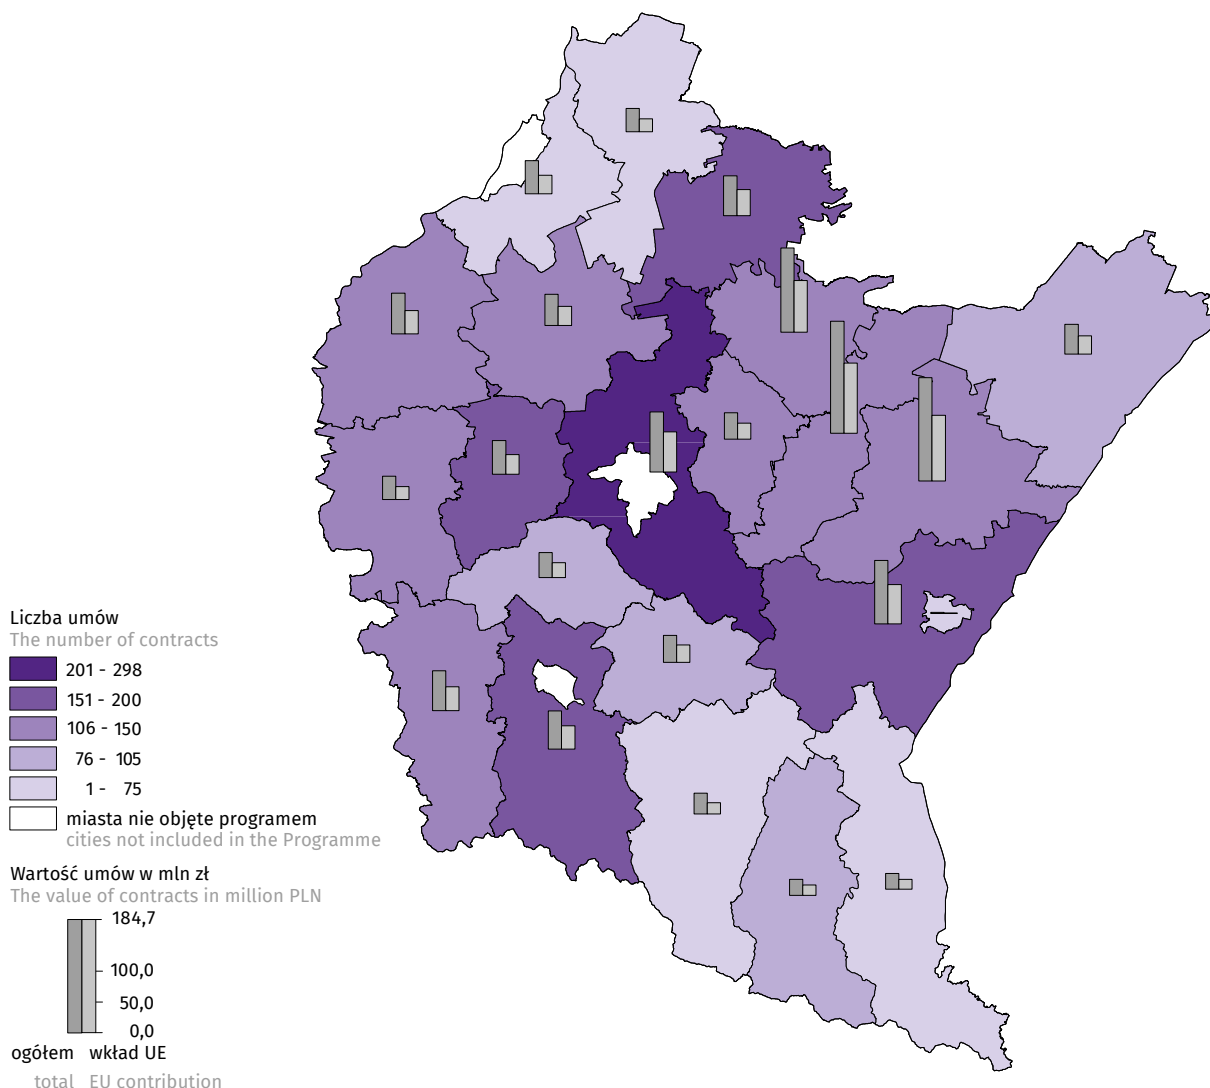 Liczba umów
The number of contracts
201 - 298
151 - 200
106 - 150
76 - 105
1 - 75
miasta nie objęte programem
cities not included in the Programme
Wartość umów w mln zł
The value of contracts in million PLN
184,7
100,0
50,0
0,0
ogółem wkład UE
total EU contribution